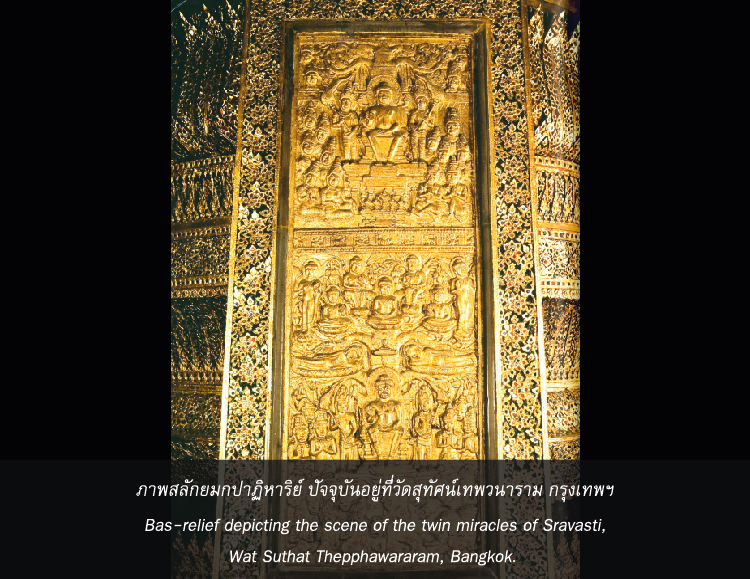 ภาพสลักยมกปาฏิหาริย์ ปัจจุบันอยู่ที่วัดสุทัศน์เทพวนาราม กรุงเทพฯ
Bas-relief depicting the scene of the twin miracles of Sravasti,
Wat Suthat Thepphawararam, Bangkok.